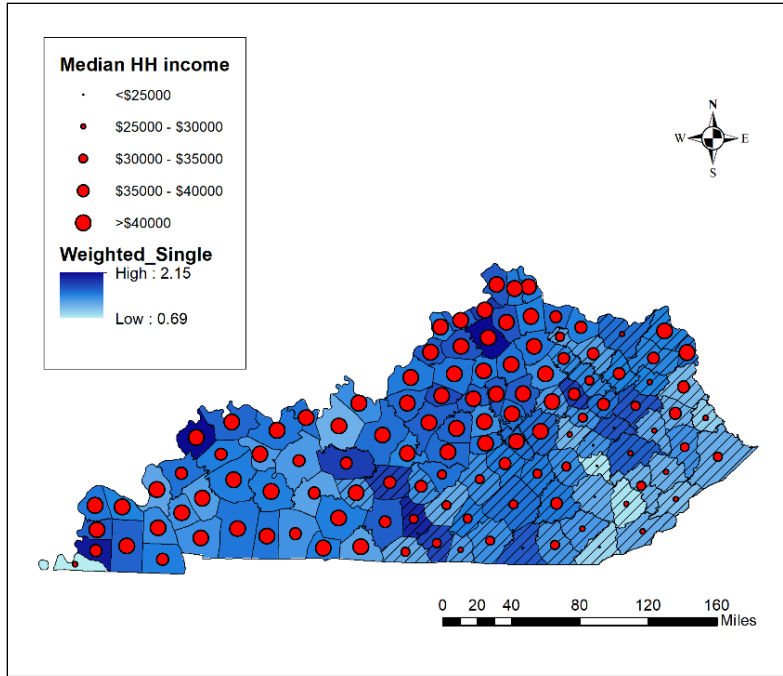 Median HH income
<$25000
$25000 - $30000
$30000 - $35000
$35000 - $40000
>$40000
Weighted_Single
High : 2.15
Low : 0.69
N
W E
S
0 10 20 40 80 120 160
Miles